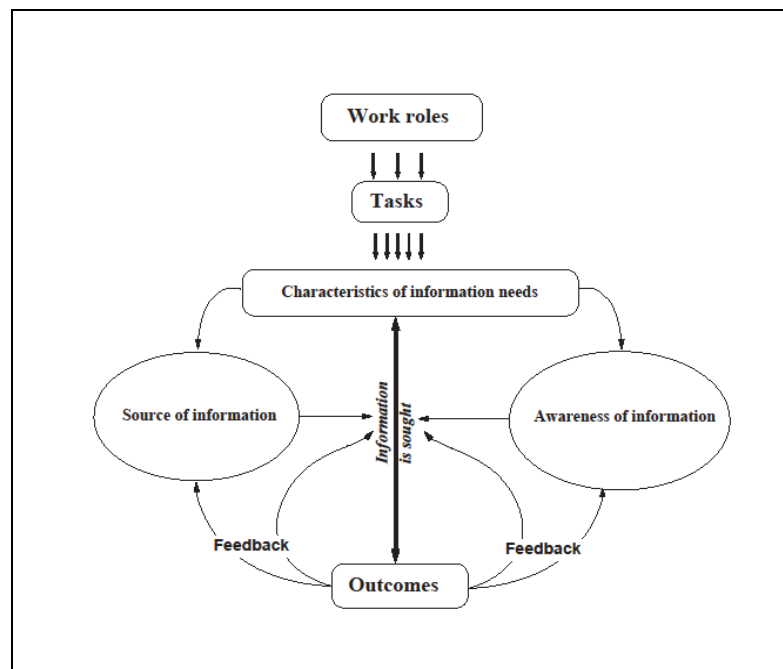 Work roles
Tasks
Characteristics of information needs
Source of information
Information
is sought
Awareness of information
Feedback
Feedback
Outcomes